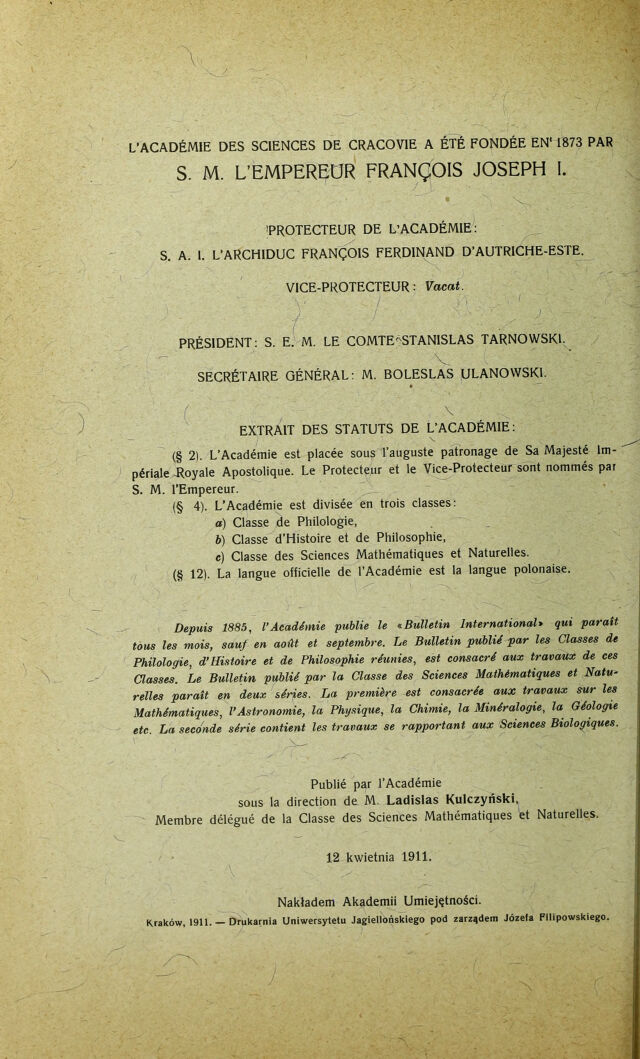 L'ACADÉMIE DES SCIENCES DE CRACOVIE A ÉTÉ FONDÉE EN 1873 PAR
S. M. L'EMPEREUR FRANÇOIS JOSEPH I.
PROTECTEUR DE L'ACADÉMIE:
S. A. I. L'ARCHIDUC FRANÇOIS FERDINAND D'AUTRICHE-ESTE.
VICE-PROTECTEUR: Vacat.
PRÉSIDENT: S. E. M. LE COMTE STANISLAS TARNOWSKI.
SECRÉTAIRE GÉNÉRAL: M. BOLESLAS ULANOWSKI.
EXTRAIT DES STATUTS DE L'ACADÉMIE:
(§ 2). L'Académie est placée sous l'auguste patronage de Sa Majesté Im-
périale Royale Apostolique. Le Protecteur et le Vice-Protecteur sont nommés par
S. M. l'Empereur.
(§ 4). L'Académie est divisée en trois classes:
a) Classe de Philologie,
b) Classe d'Histoire et de Philosophie,
c) Classe des Sciences Mathématiques et Naturelles.
(§ 12). La langue officielle de l'Académie est la langue polonaise.
Depuis 1885, l'Académie publie le «Bulletin International» qui paraît
tous les mois, sauf en août et septembre. Le Bulletin publié par les Classes de
Philologie, d'Histoire et de Philosophie réunies, est consacré aux travaux de ces
Classes. Le Bulletin publié par la Classe des Sciences Mathématiques et Natu-
relles paraît en deux séries. La première est consacrée aux travaux sur les
Mathématiques, l'Astronomie, la Physique, la Chimie, la Minéralogie, la Géologie
etc. La seconde série contient les travaux se rapportant aux Sciences Biologiques.
Publié par l'Académie
sous la direction de M. Ladislas Kulczyński,
Membre délégué de la Classe des Sciences Mathématiques et Naturelles.
12 kwietnia 1911.
Nakładem Akademii Umiejętności.
Kraków, 1911. — Drukarnia Uniwersytetu Jagiellońskiego pod zarządem Józefa Filipowskiego.